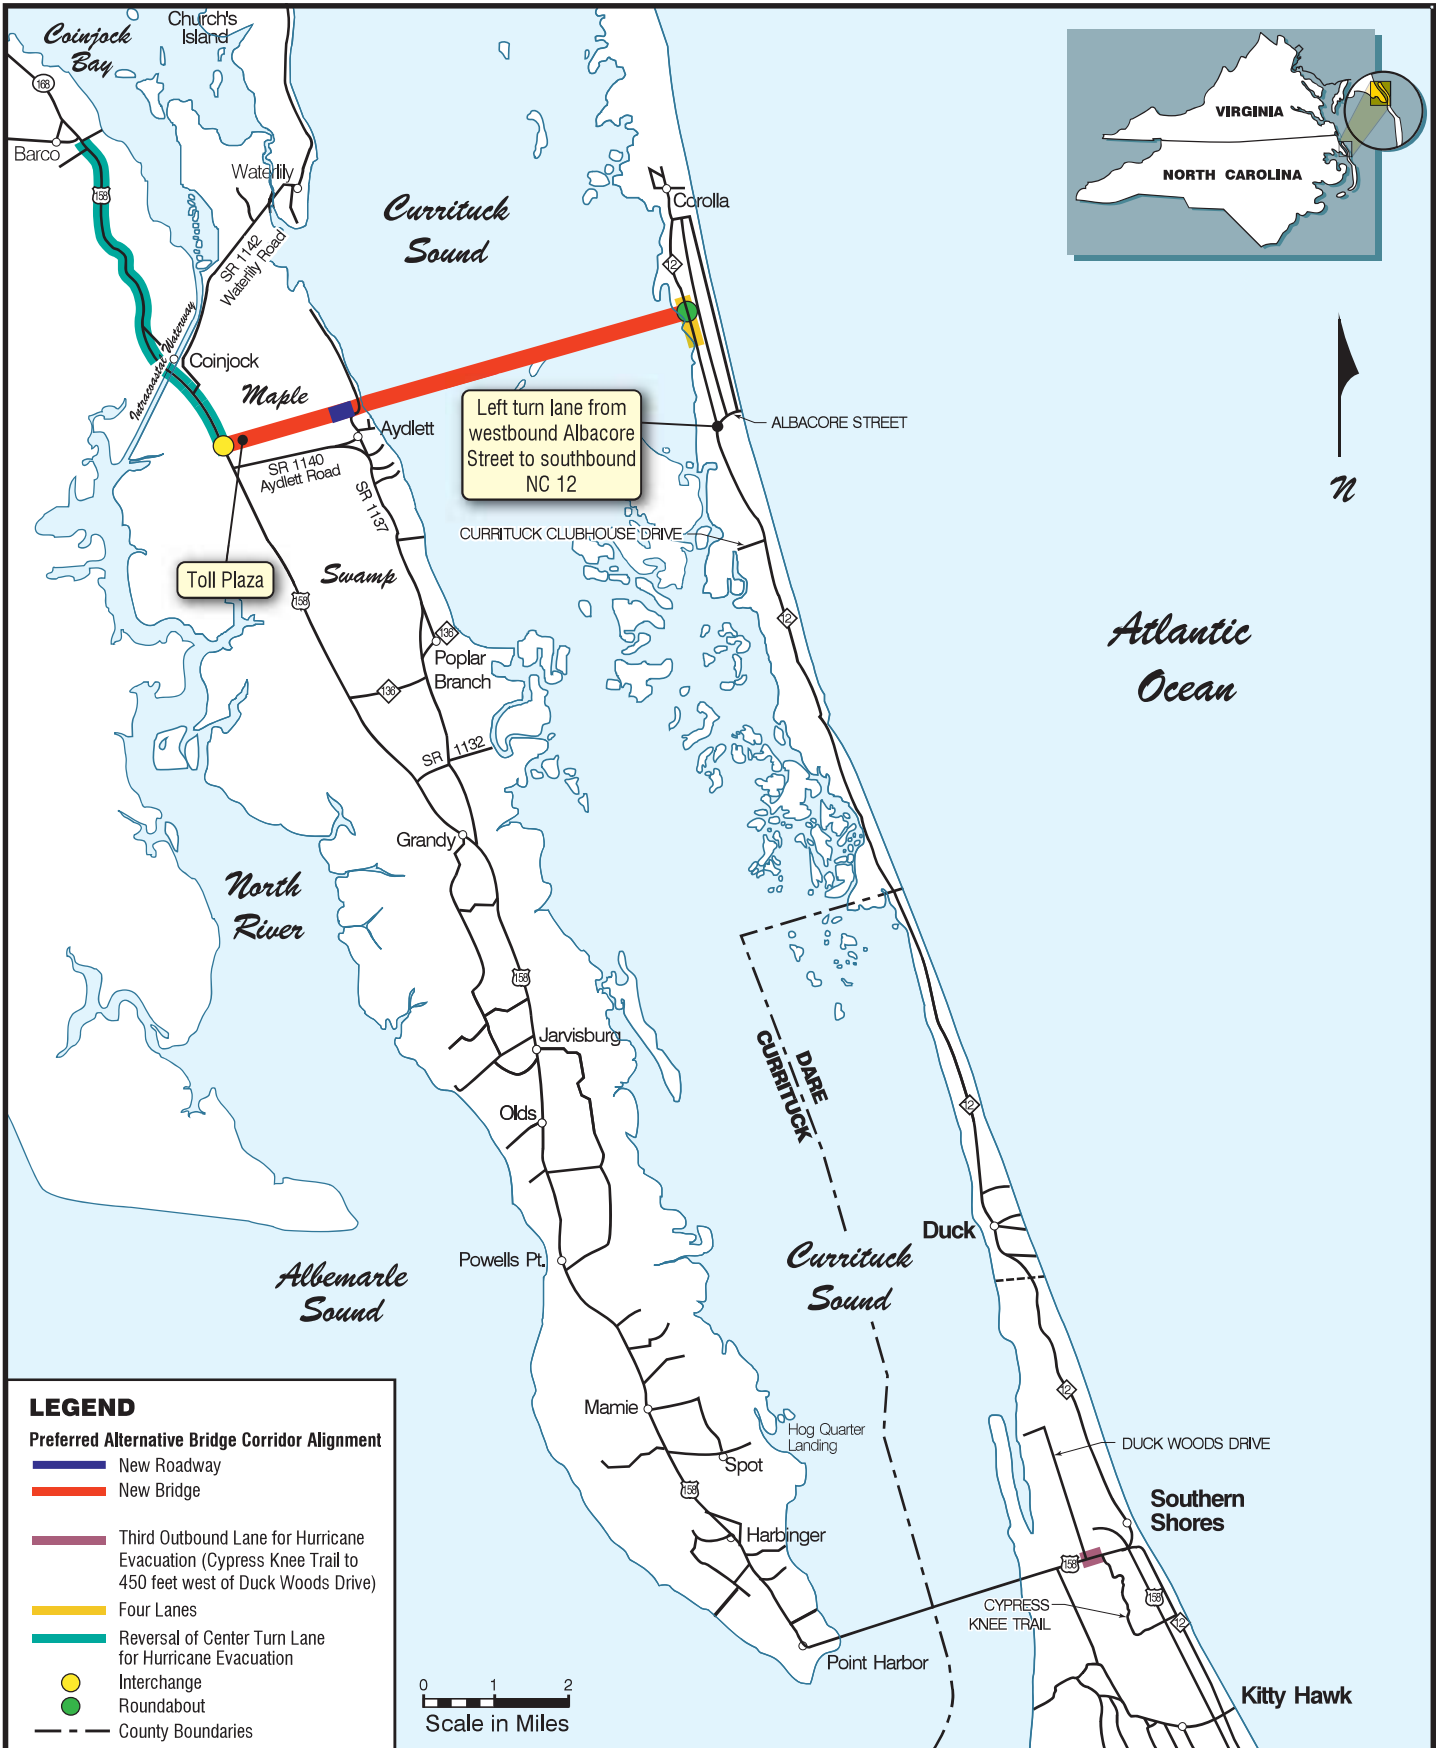 Coinjock
Bay
Church's
Island
168
Barco
158
Waterlily
SR 1142
Waterlily Road
Currituck
Sound
Corolla
12
VIRGINIA
NORTH CAROLINA
Intracoastal Waterway
Coinjock
Maple
Aydlett
SR 1140
Aydlett Road
SR 1137
Left turn lane from
westbound Albacore
Street to southbound
NC 12
ALBACORE STREET
N
CURRITUCK CLUBHOUSE DRIVE
Toll Plaza
Swamp
158
12
136
Poplar
Branch
136
Atlantic
Ocean
SR 1132
Grandy
North
River
158
Jarvisburg
DARE
CURRITUCK
12
Olds
Duck
Powells Pt.
Albemarle
Sound
Currituck
Sound
12
Mamie
Hog Quarter
Landing
Spot
DUCK WOODS DRIVE
158
Southern
Shores
Harbinger
158
158
CYPRESS
KNEE TRAIL
12
Point Harbor
Kitty Hawk
LEGEND
Preferred Alternative Bridge Corridor Alignment
New Roadway
New Bridge
Third Outbound Lane for Hurricane
Evacuation (Cypress Knee Trail to
450 feet west of Duck Woods Drive)
Four Lanes
Reversal of Center Turn Lane
for Hurricane Evacuation
Interchange
Roundabout
County Boundaries
0 1 2
Scale in Miles